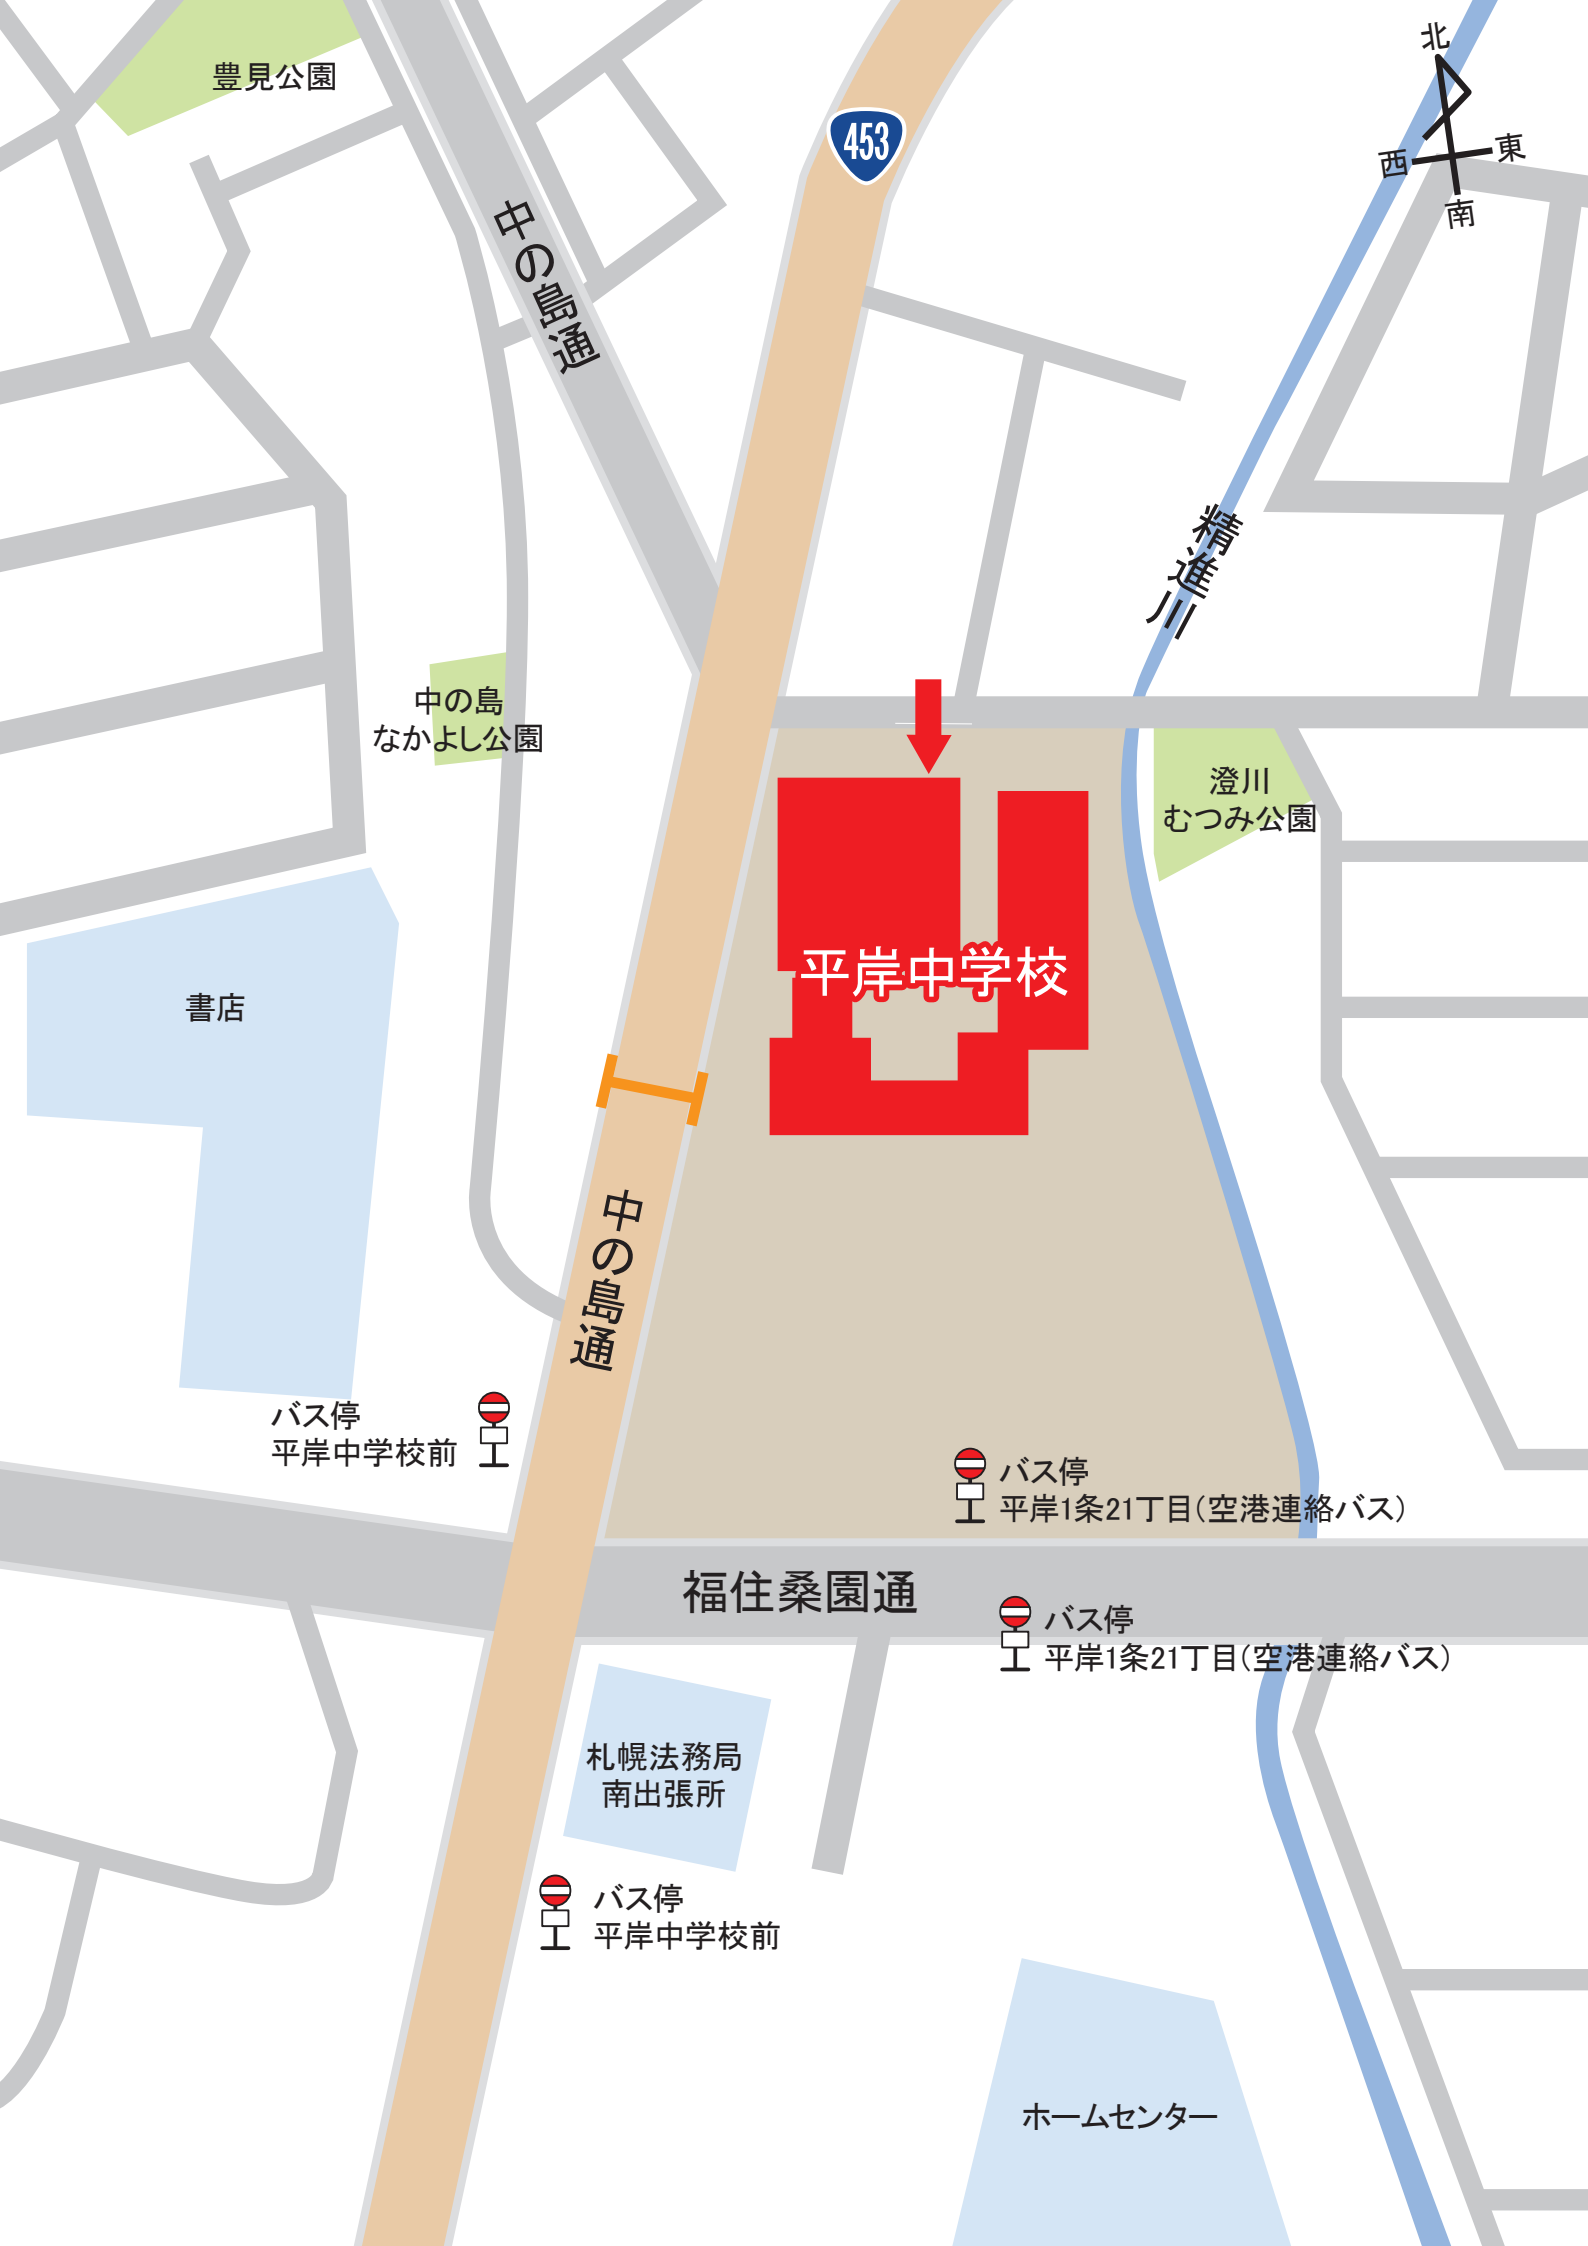 北
西
東
南
豊見公園
453
中の島通
精進川
中の島
なかよし公園
澄川
むつみ公園
平岸中学校
書店
中の島通
バス停
平岸中学校前
バス停
平岸1条21丁目(空港連絡バス)
福住桑園通
バス停
平岸1条21丁目(空港連絡バス)
札幌法務局
南出張所
バス停
平岸中学校前
ホームセンター